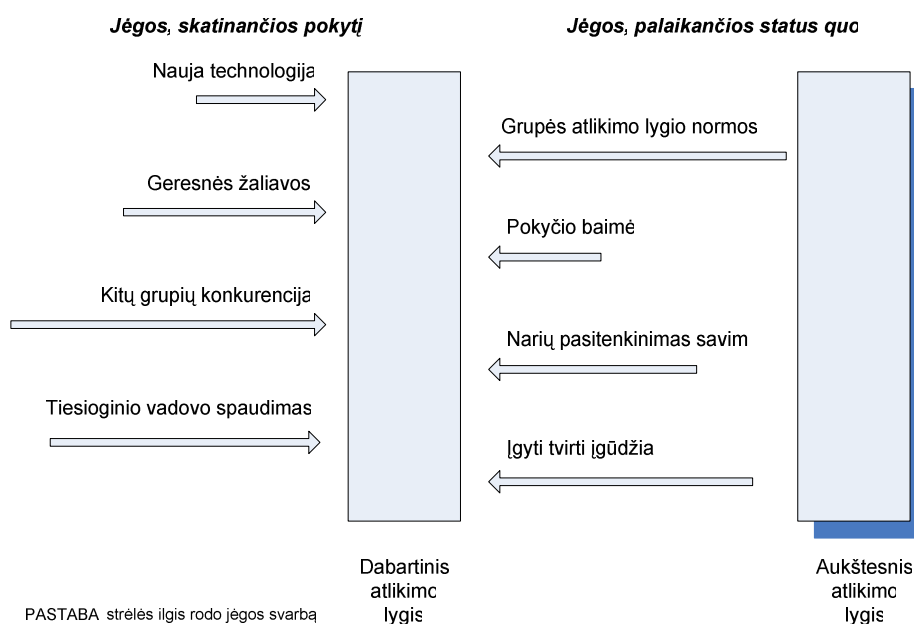 Jėgos, skatinančios pokytį
Jėgos, palaikančios status quo
Nauja technologija
Grupės atlikimo lygio normos
Geresnės žaliavos
Pokyčio baimė
Kitų grupių konkurencija
Narių pasitenkinimas savim
Tiesioginio vadovo spaudimas
Įgyti tvirti įgūdžia
Dabartinis
atlikimo
lygis
Aukštesnis
atlikimo
lygis
PASTABA strėlės ilgis rodo jėgos svarbą